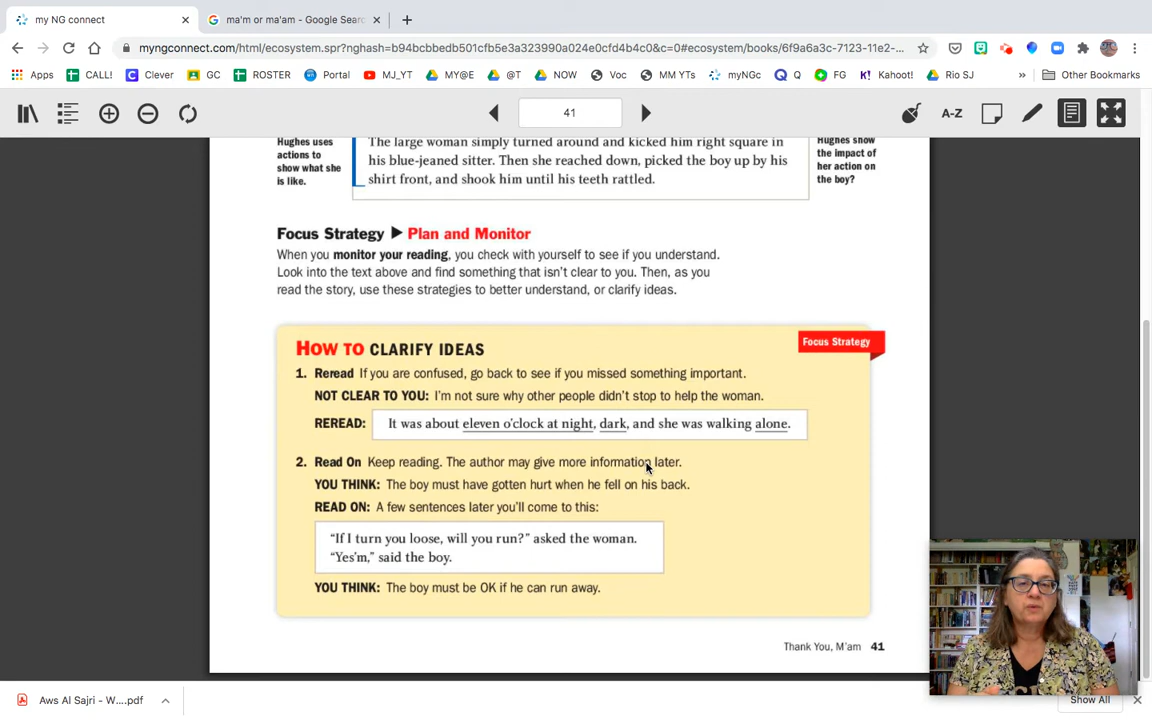 my NG connect
ma'm or ma'am - Google Searc
myngconnect.com/html/ecosystem.spr?nghash=b94bcbbedb501cfb5e3a323990a024e0cfd4b4c0&c=0#ecosystem/books/6f9a6a3c-7123-11e2-...
Apps CALL! Clever GC ROSTER Portal MJ_YT MY@E @T NOW Voc MM YTs myNGc Q FG Kahoot! Rio SJ » Other Bookmarks
41 A-Z
Hughes uses
actions to
show what she
is like.
The large woman simply turned around and kicked him right square in
his blue-jeaned sitter. Then she reached down, picked the boy up by his
shirt front, and shook him until his teeth rattled.
Hughes show
the impact of
her action on
the boy?
Focus Strategy ► Plan and Monitor
When you monitor your reading, you check with yourself to see if you understand.
Look into the text above and find something that isn't clear to you. Then, as you
read the story, use these strategies to better understand, or clarify ideas.
HOW TO CLARIFY IDEAS
Focus Strategy
1. Reread If you are confused, go back to see if you missed something important.
NOT CLEAR TO YOU: I'm not sure why other people didn't stop to help the woman.
REREAD: It was about eleven o'clock at night, dark, and she was walking alone.
2. Read On Keep reading. The author may give more information later.
YOU THINK: The boy must have gotten hurt when he fell on his back.
READ ON: A few sentences later you'll come to this:
"If I turn you loose, will you run?" asked the woman.
"Yes'm," said the boy.
YOU THINK: The boy must be OK if he can run away.
Thank You, M'am 41
Aws Al Sajri - W....pdf
Show All